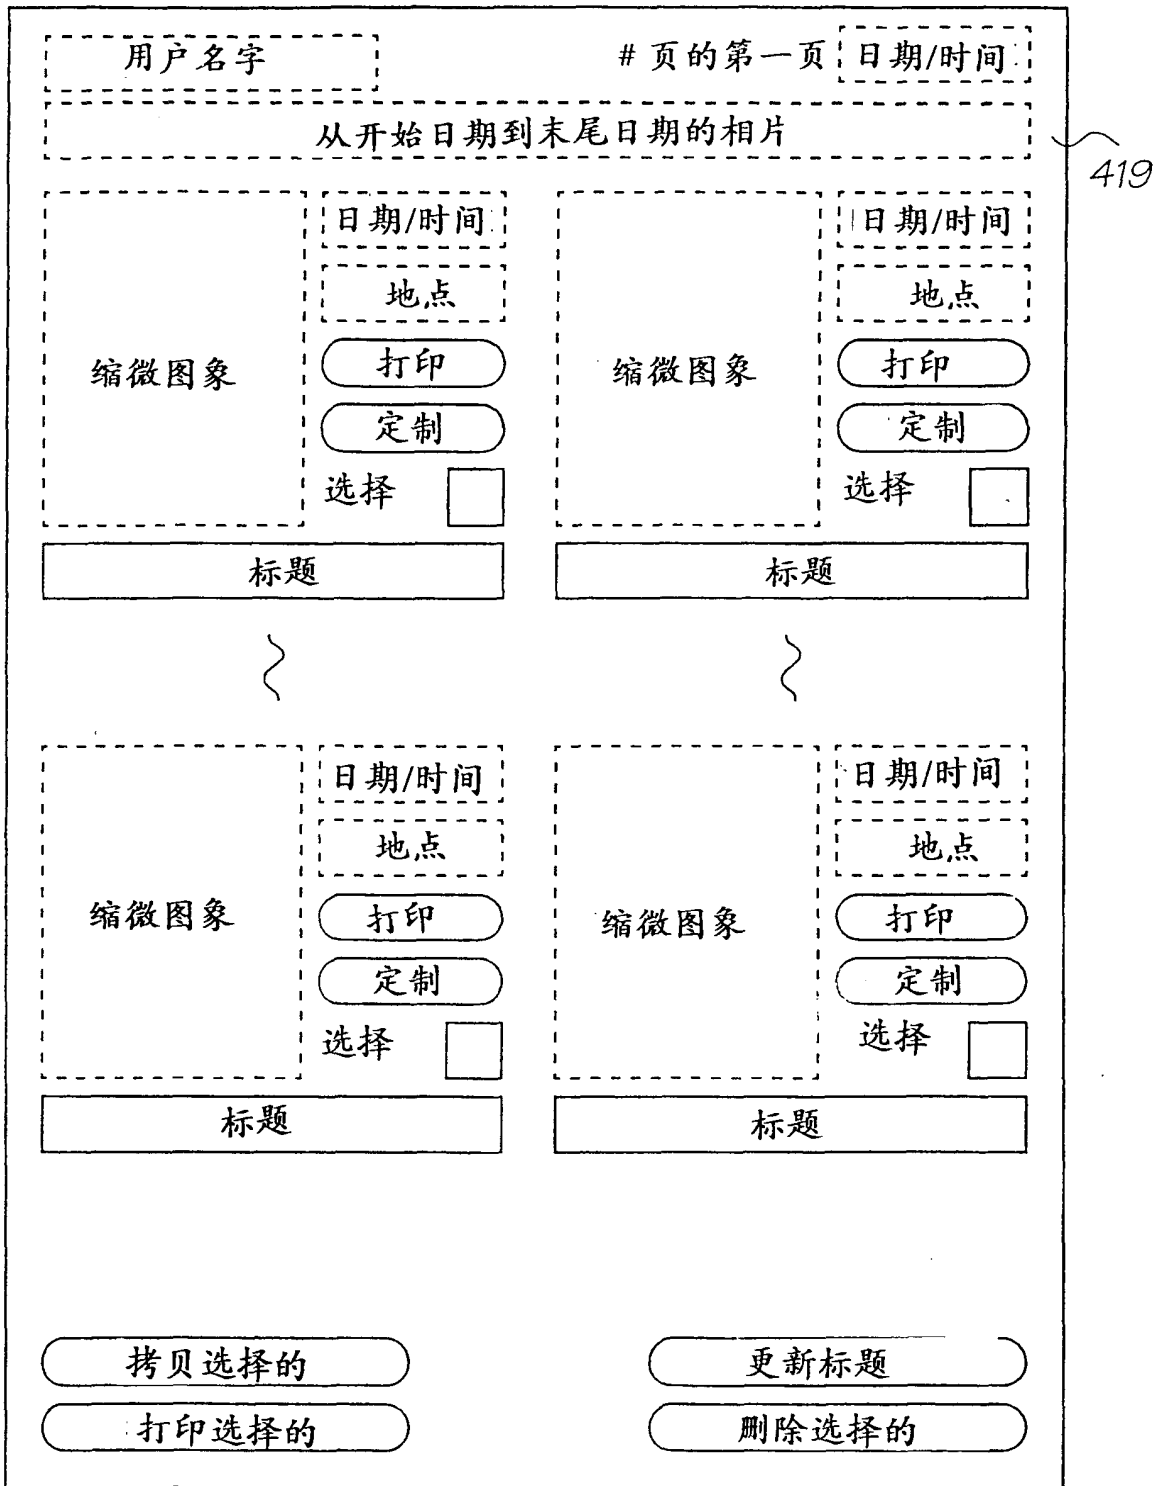 用户名字 #页的第一页 日期/时间
从开始日期到末尾日期的相片
419
日期/时间 日期/时间
地点 地点
缩微图象 打印 缩微图象 打印
定制 定制
选择 选择
标题 标题
日期/时间 日期/时间
地点 地点
缩微图象 打印 缩微图象 打印
定制 定制
选择 选择
标题 标题
拷贝选择的 更新标题
打印选择的 删除选择的